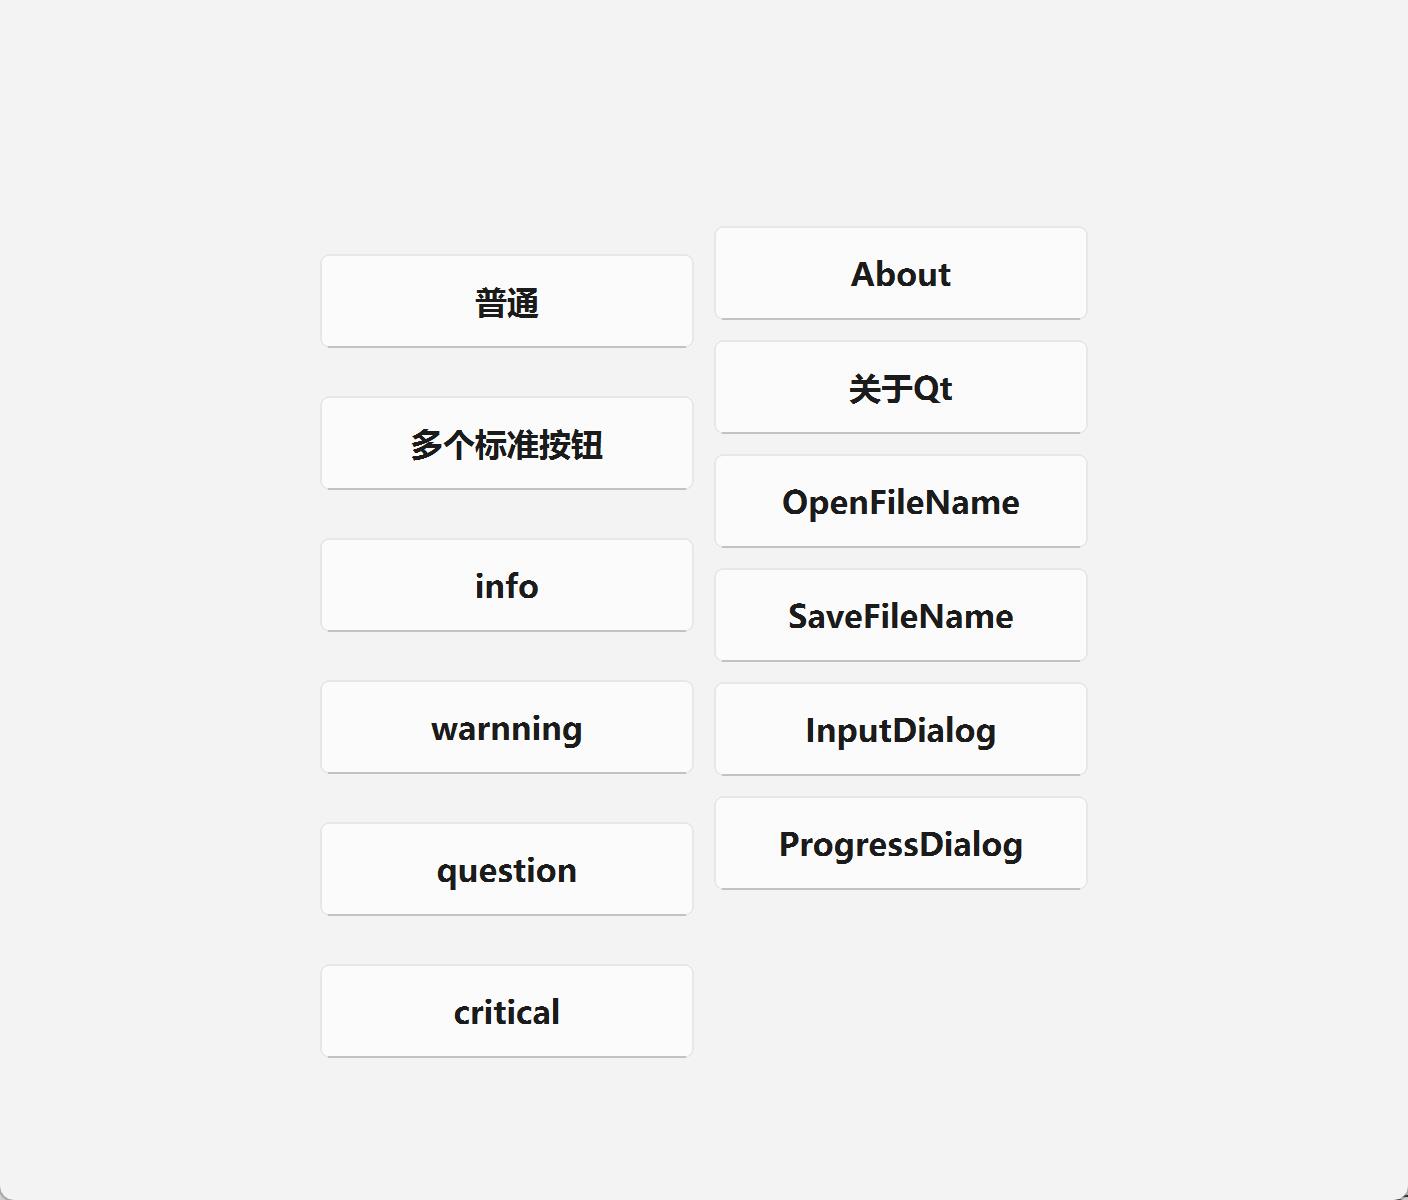 普通
多个标准按钮
info
warnning
question
critical
About
关于Qt
OpenFileName
SaveFileName
InputDialog
ProgressDialog